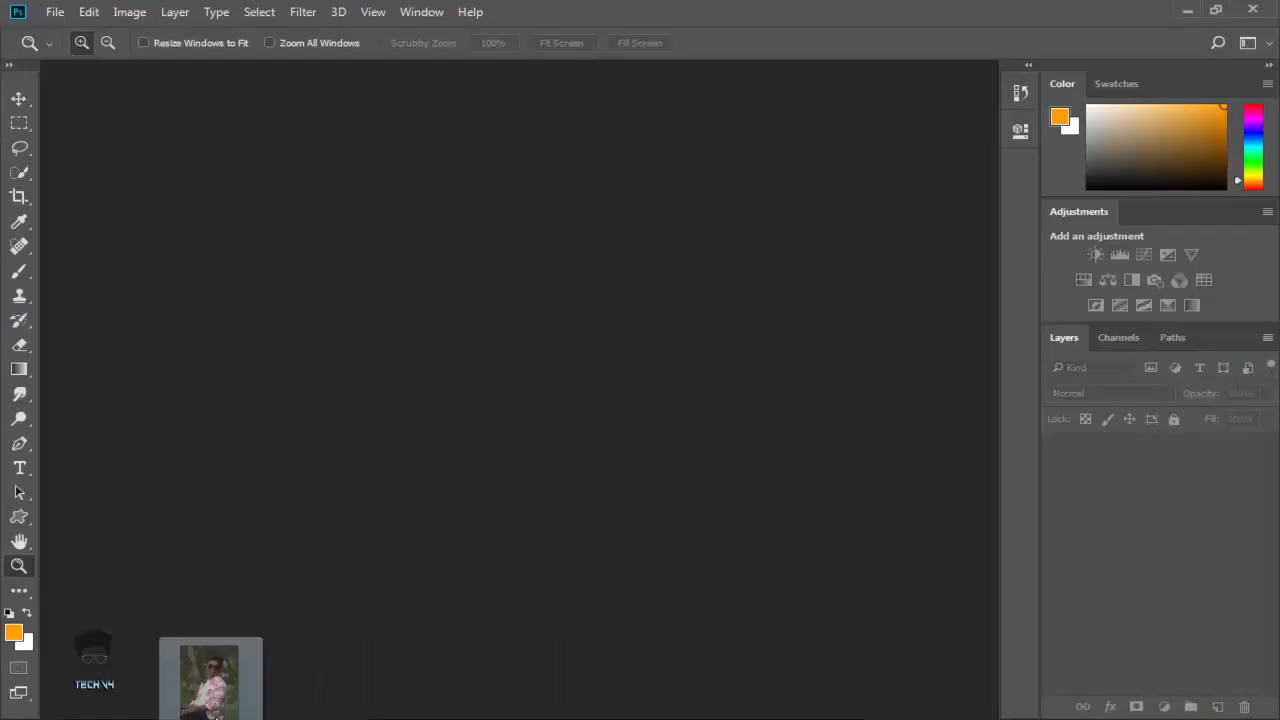 Ps File Edit Image Layer Type Select Filter 3D View Window Help
Resize Windows to Fit Zoom All Windows Scrubby Zoom 100% Fit Screen Fill Screen
Color Swatches
Adjustments
Add an adjustment
Layers Channels Paths
Kind
Normal Opacity: 100%
Lock: Fill: 100%
TECH V4